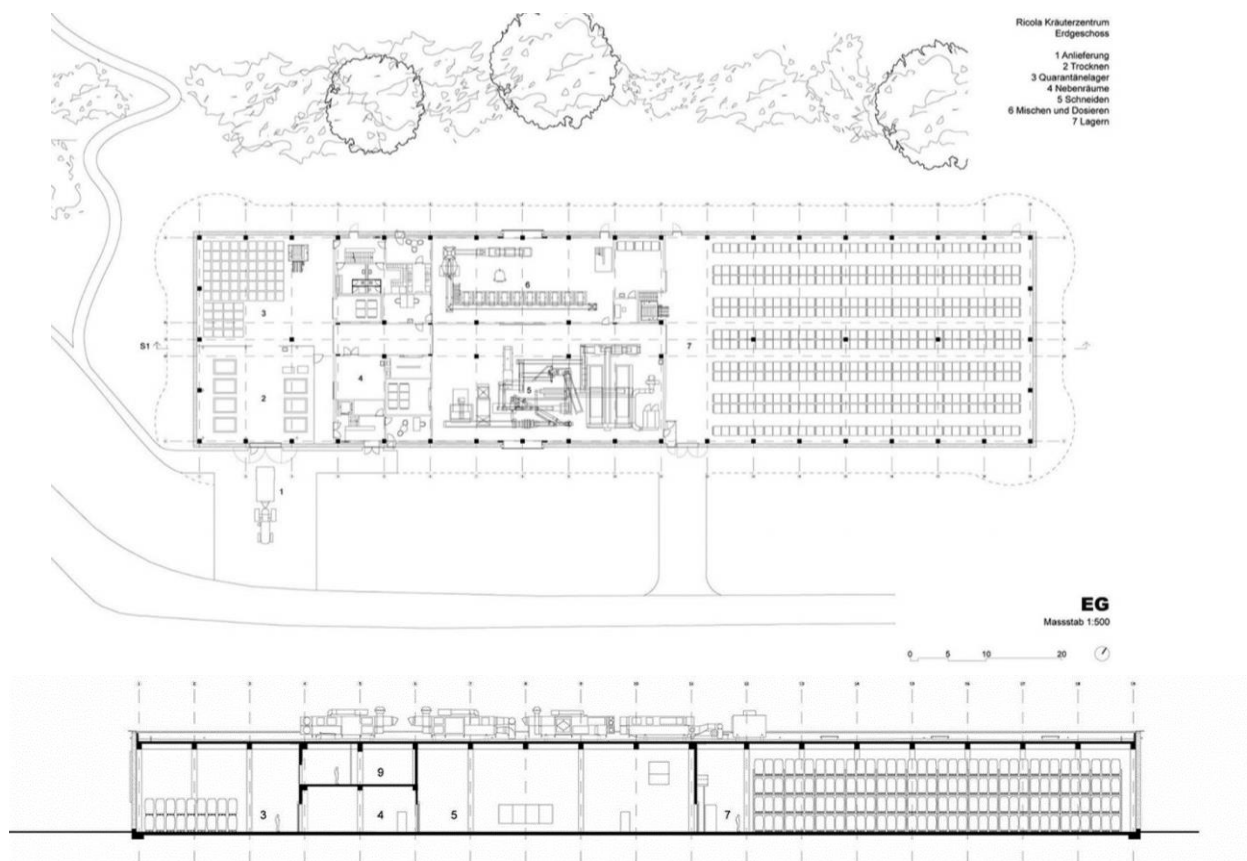 Ricola Kräuterzentrum
Erdgeschoss
1 Anlieferung
2 Trocknen
3 Quarantänelager
4 Nebenräume
5 Schneiden
6 Mischen und Dosieren
7 Lagern
6
3
S1
7
4
5
2
1
EG
Massstab 1:500
0 5 10 20
9
3 4 5 7